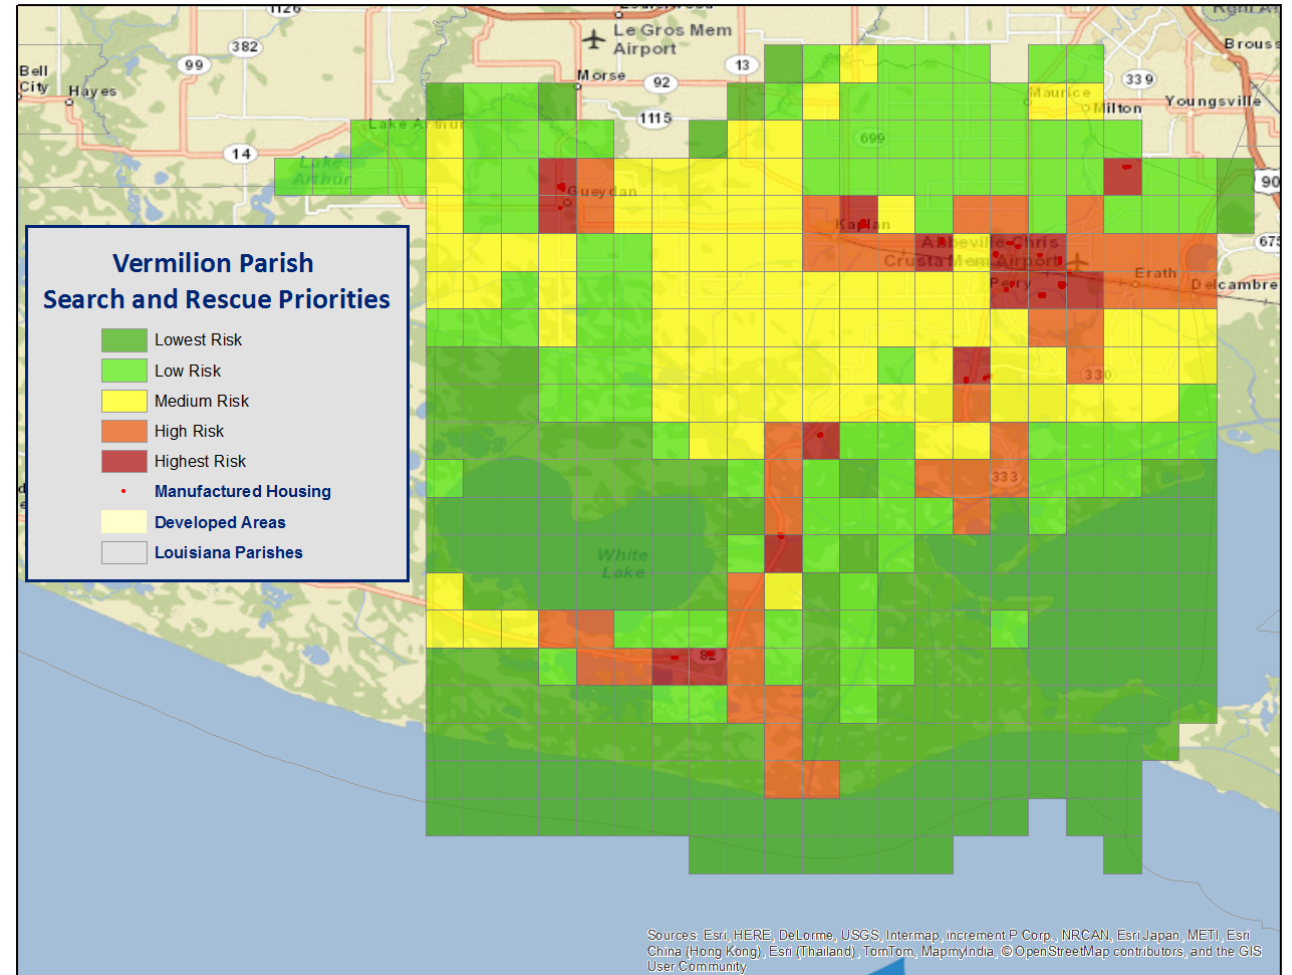 1126
382
Le Gros Mem
Airport
99
13
Brouss
Bell
City
Hayes
Morse
92
339
Maurice
Milton
Youngsville
1115
Lake Arthur
699
14
Lake
Arthur
90
Gueydan
Kaplan
Abbeville-Chris
Crusta Mem Airport
675
Erath
Perry
Delcambre
Vermilion Parish
Search and Rescue Priorities
Lowest Risk
Low Risk
Medium Risk
High Risk
Highest Risk
Manufactured Housing
Developed Areas
Louisiana Parishes
330
333
White
Lake
82
Sources: Esri, HERE, DeLorme, USGS, Intermap, increment P Corp., NRCAN, Esri Japan, METI, Esri
China (Hong Kong), Esri (Thailand), TomTom, MapmyIndia, © OpenStreetMap contributors, and the GIS
User Community